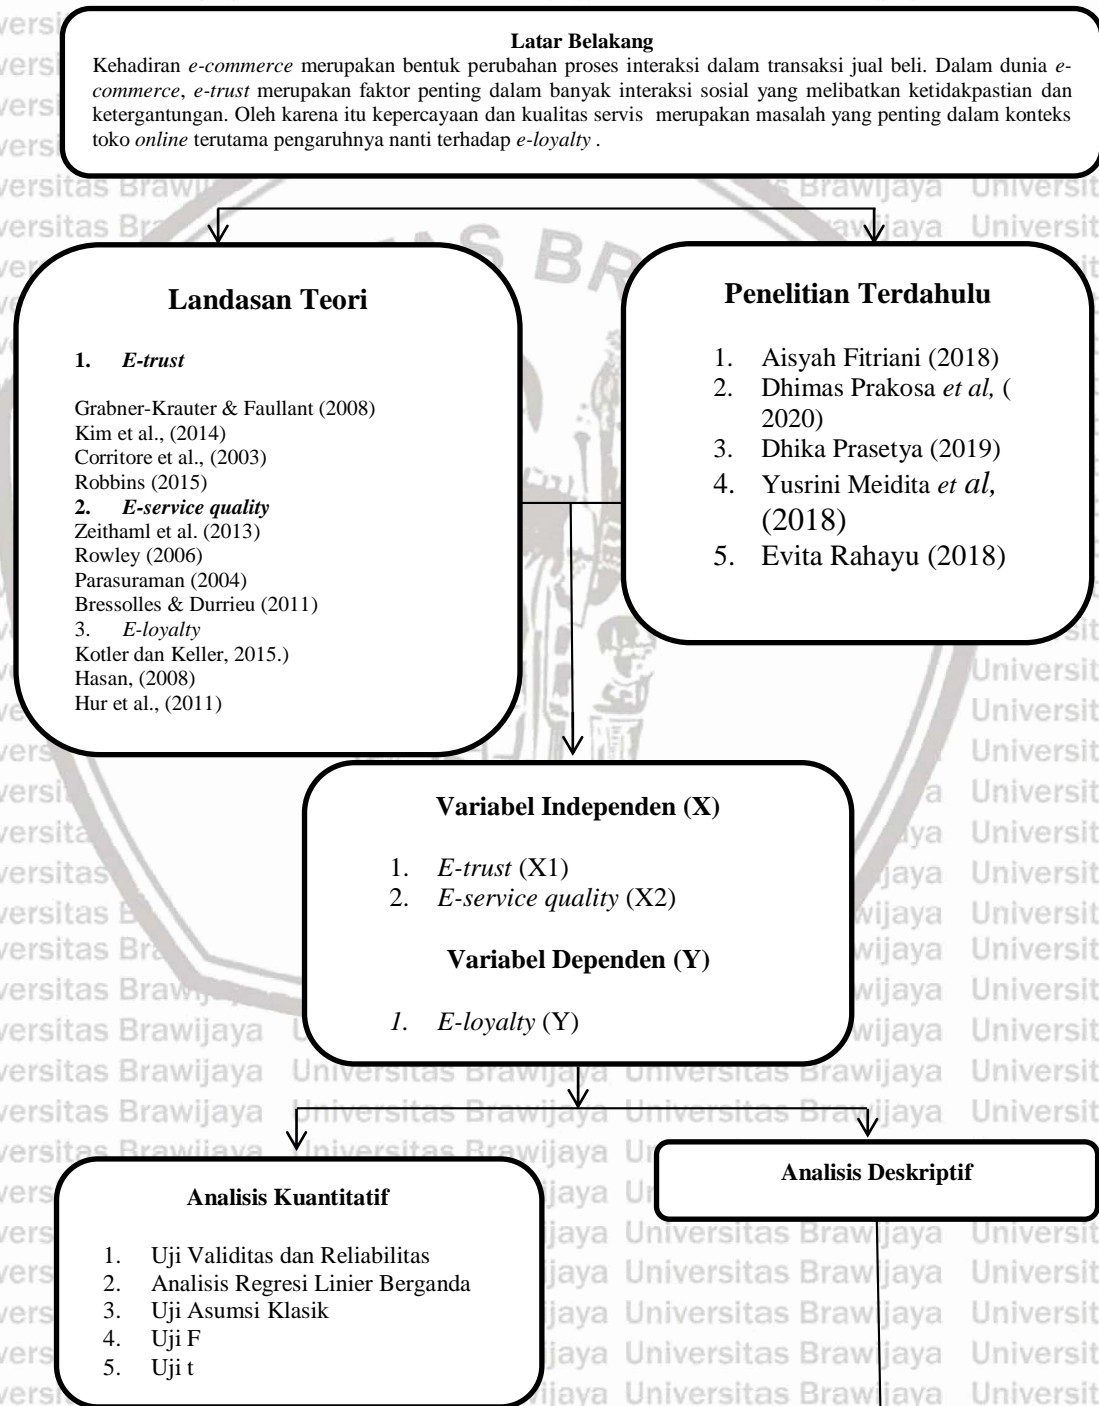 Latar Belakang
Kehadiran e-commerce merupakan bentuk perubahan proses interaksi dalam transaksi jual beli. Dalam dunia e-
commerce, e-trust merupakan faktor penting dalam banyak interaksi sosial yang melibatkan ketidakpastian dan
ketergantungan. Oleh karena itu kepercayaan dan kualitas servis merupakan masalah yang penting dalam konteks
toko online terutama pengaruhnya nanti terhadap e-loyalty .
Landasan Teori
1. E-trust
Grabner-Krauter & Faullant (2008)
Kim et al., (2014)
Corritore et al., (2003)
Robbins (2015)
2. E-service quality
Zeithaml et al. (2013)
Rowley (2006)
Parasuraman (2004)
Bressolles & Durrieu (2011)
3. E-loyalty
Kotler dan Keller, 2015.)
Hasan, (2008)
Hur et al., (2011)
Penelitian Terdahulu
1. Aisyah Fitriani (2018)
2. Dhimas Prakosa et al, (
2020)
3. Dhika Prasetya (2019)
4. Yusrini Meidita et al,
(2018)
5. Evita Rahayu (2018)
Variabel Independen (X)
1. E-trust (X1)
2. E-service quality (X2)
Variabel Dependen (Y)
1. E-loyalty (Y)
Analisis Kuantitatif
1. Uji Validitas dan Reliabilitas
2. Analisis Regresi Linier Berganda
3. Uji Asumsi Klasik
4. Uji F
5. Uji t
Analisis Deskriptif